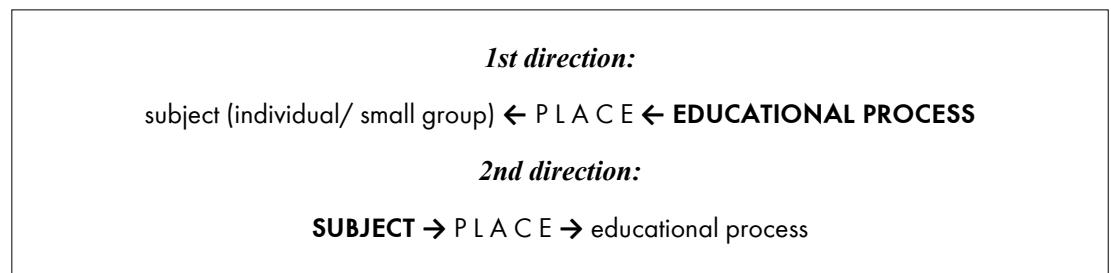 1st direction:
subject (individual/ small group) ← P L A C E ← EDUCATIONAL PROCESS
2nd direction:
SUBJECT → P L A C E → educational process